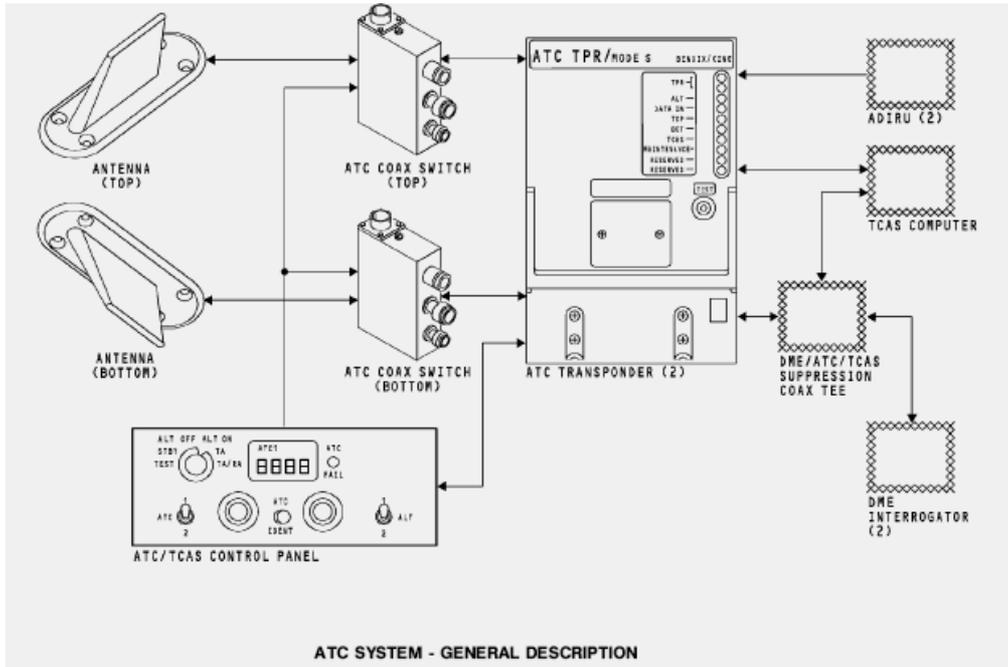 ATC TPR/MODE S BENDIX/KING
TPR
ALT
DATA IN
TOP
BOT
TCAS
MAINTENANCE
RESERVED
RESERVED
TEST
ANTENNA
(TOP)
ATC COAX SWITCH
(TOP)
ADIRU (2)
TCAS COMPUTER
ANTENNA
(BOTTOM)
ATC COAX SWITCH
(BOTTOM)
ATC TRANSPONDER (2)
DME/ATC/TCAS
SUPPRESSION
COAX TEE
ALT OFF ALT ON
STBY TA
TEST TA/RA
ATC1
8888
ATC
FAIL
1
ATC
2
ATC
IDENT
1
ALT
2
ATC/TCAS CONTROL PANEL
DME
INTERROGATOR
(2)
ATC SYSTEM - GENERAL DESCRIPTION